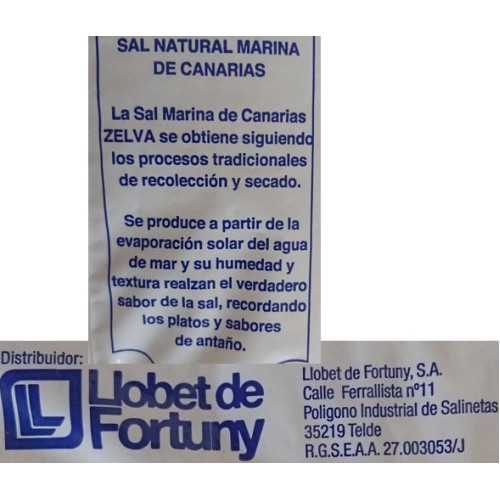 SAL NATURAL MARINA
DE CANARIAS
La Sal Marina de Canarias
ZELVA se obtiene siguiendo
los procesos tradicionales
de recolección y secado.
Se produce a partir de la
evaporación solar del agua
de mar y su humedad y
textura realzan el verdadero
sabor de la sal, recordando
los platos y sabores
de antaño.
Distribuidor:
LL
Llobet de
Fortuny
Llobet de Fortuny, S.A.
Calle Ferrallista nº11
Poligono Industrial de Salinetas
35219 Telde
R.G.S.E.A.A. 27.003053/J